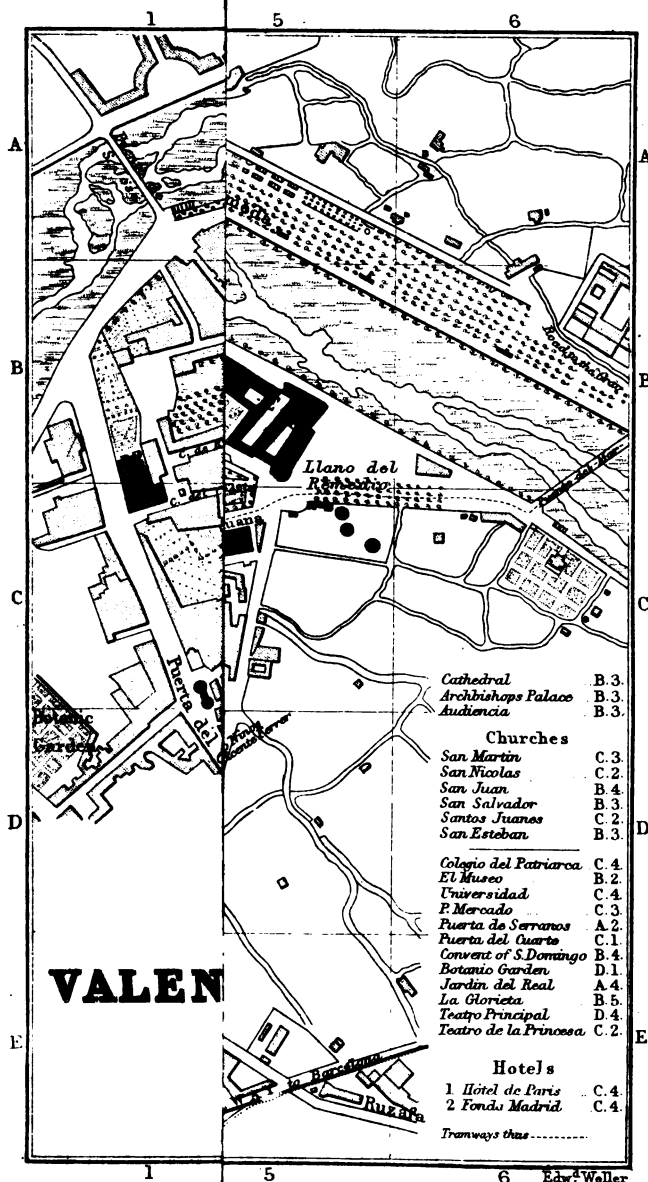 1 5 6
A
A
Llano del
Remedio
B
B
C
C
Puerta del
Botanic
Garden
Cathedral B.3.
Archbishops Palace B.3.
Audiencia B.3.
Churches
San Martin C.3.
San Nicolas C.2.
San Juan B.4.
San Salvador B.3.
Santos Juanes C.2.
San Esteban B.3.
D
D
Colegio del Patriarca C.4.
El Museo B.2.
Universidad C.4.
P. Mercado C.3.
Puerta de Serranos A.2.
Puerta del Cuarte C.1.
Convent of S. Domingo B.4.
Botanic Garden D.1.
Jardin del Real A.4.
La Glorieta B.5.
Teatro Principal D.4.
Teatro de la Princesa C.2.
VALEN
E
E
to Barcelona
Ruzafa
Hotels
1 Hôtel de Paris C.4.
2 Fonda Madrid C.4.
Tramways thus
1 5 6
Edwd. Weller